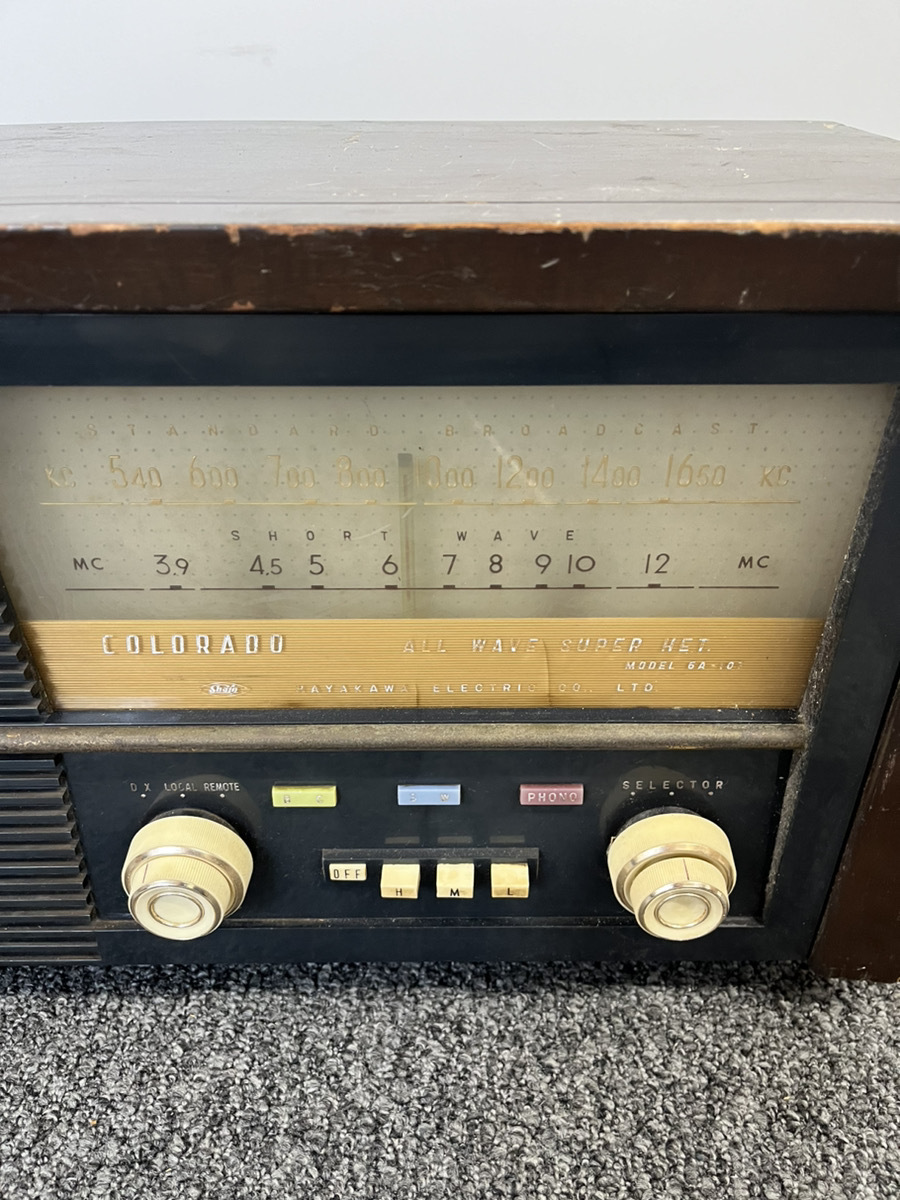 STANDARD BROADCAST
KC 540 600 700 800 1000 1200 1400 1650 KC
SHORT WAVE
MC 3.9 4.5 5 6 7 8 9 10 12 MC
COLORADO ALL WAVE SUPER HET.
MODEL
Sharp HAYAKAWA ELECTRIC CO., LTD.
DX LOCAL REMOTE
B C S W PHONO
SELECTOR
OFF H M L